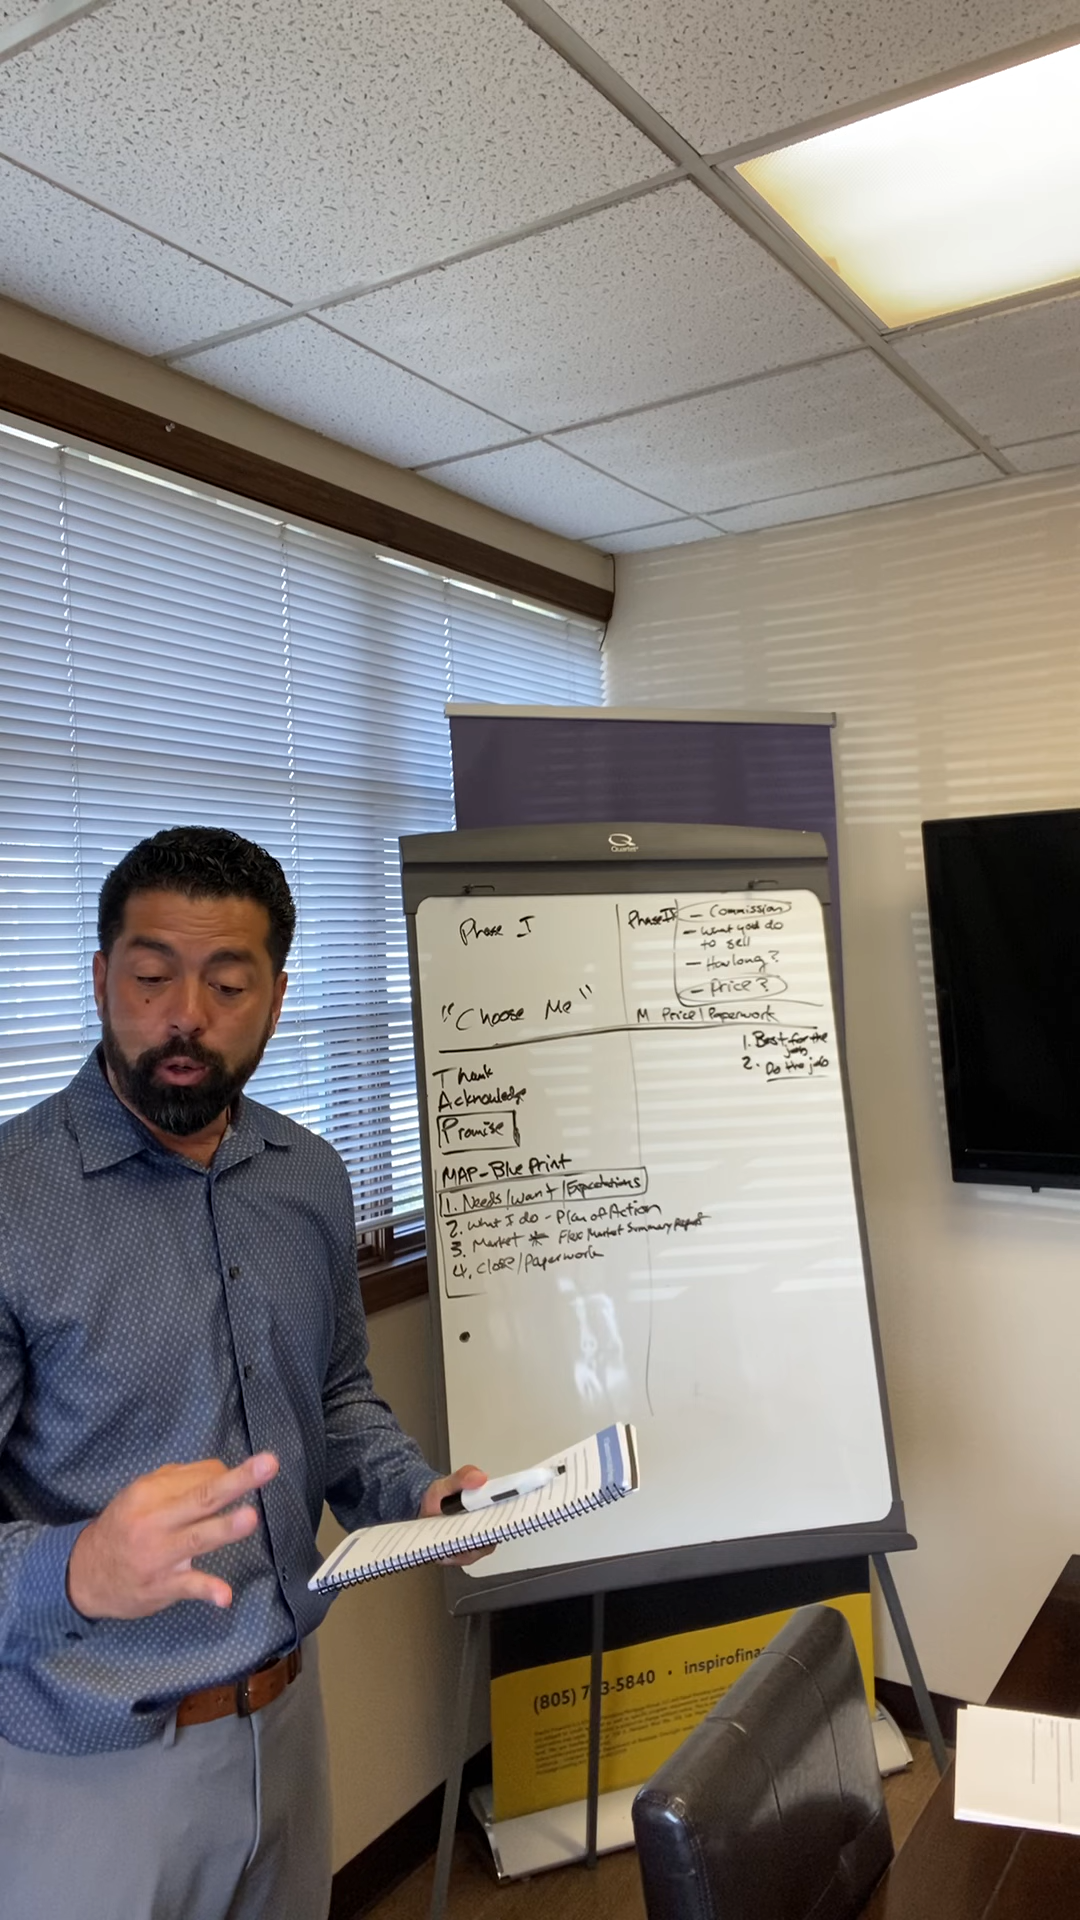 Quartet
Phase I
"Choose Me"
Phase II
- Commission
- What you do
to sell
- How long?
- Price?
M Price/Paperwork
1. Best for the
job
2. Do the job
Thank
Acknowledge
Promise
MAP-Blue Print
1. Needs/Want/Expectations
2. What I do - Plan of Action
3. Market * Flex Market Summary Report
4. Close/Paperwork
(805) 7 3-5840 • inspirofina